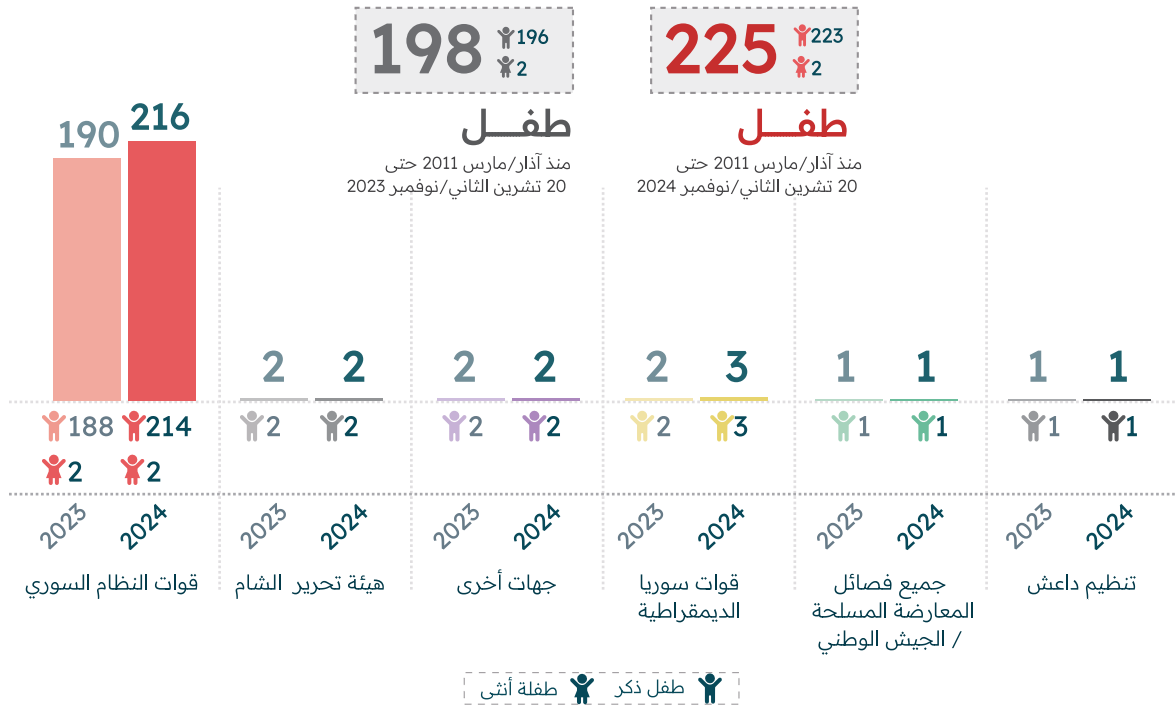 225
223
2
طفــــل
منذ آذار/مارس 2011 حتى
20 تشرين الثاني/نوفمبر 2024
198
196
2
طفــــل
منذ آذار/مارس 2011 حتى
20 تشرين الثاني/نوفمبر 2023
190 216
188 214
2 2
2023 2024
قوات النظام السوري
2 2
2 2
2023 2024
هيئة تحرير الشام
2 2
2 2
2023 2024
جهات أخرى
2 3
2 3
2023 2024
قوات سوريا
الديمقراطية
1 1
1 1
2023 2024
جميع فصائل
المعارضة المسلحة
/ الجيش الوطني
1 1
1 1
2023 2024
تنظيم داعش
طفل ذكر طفلة أنثى